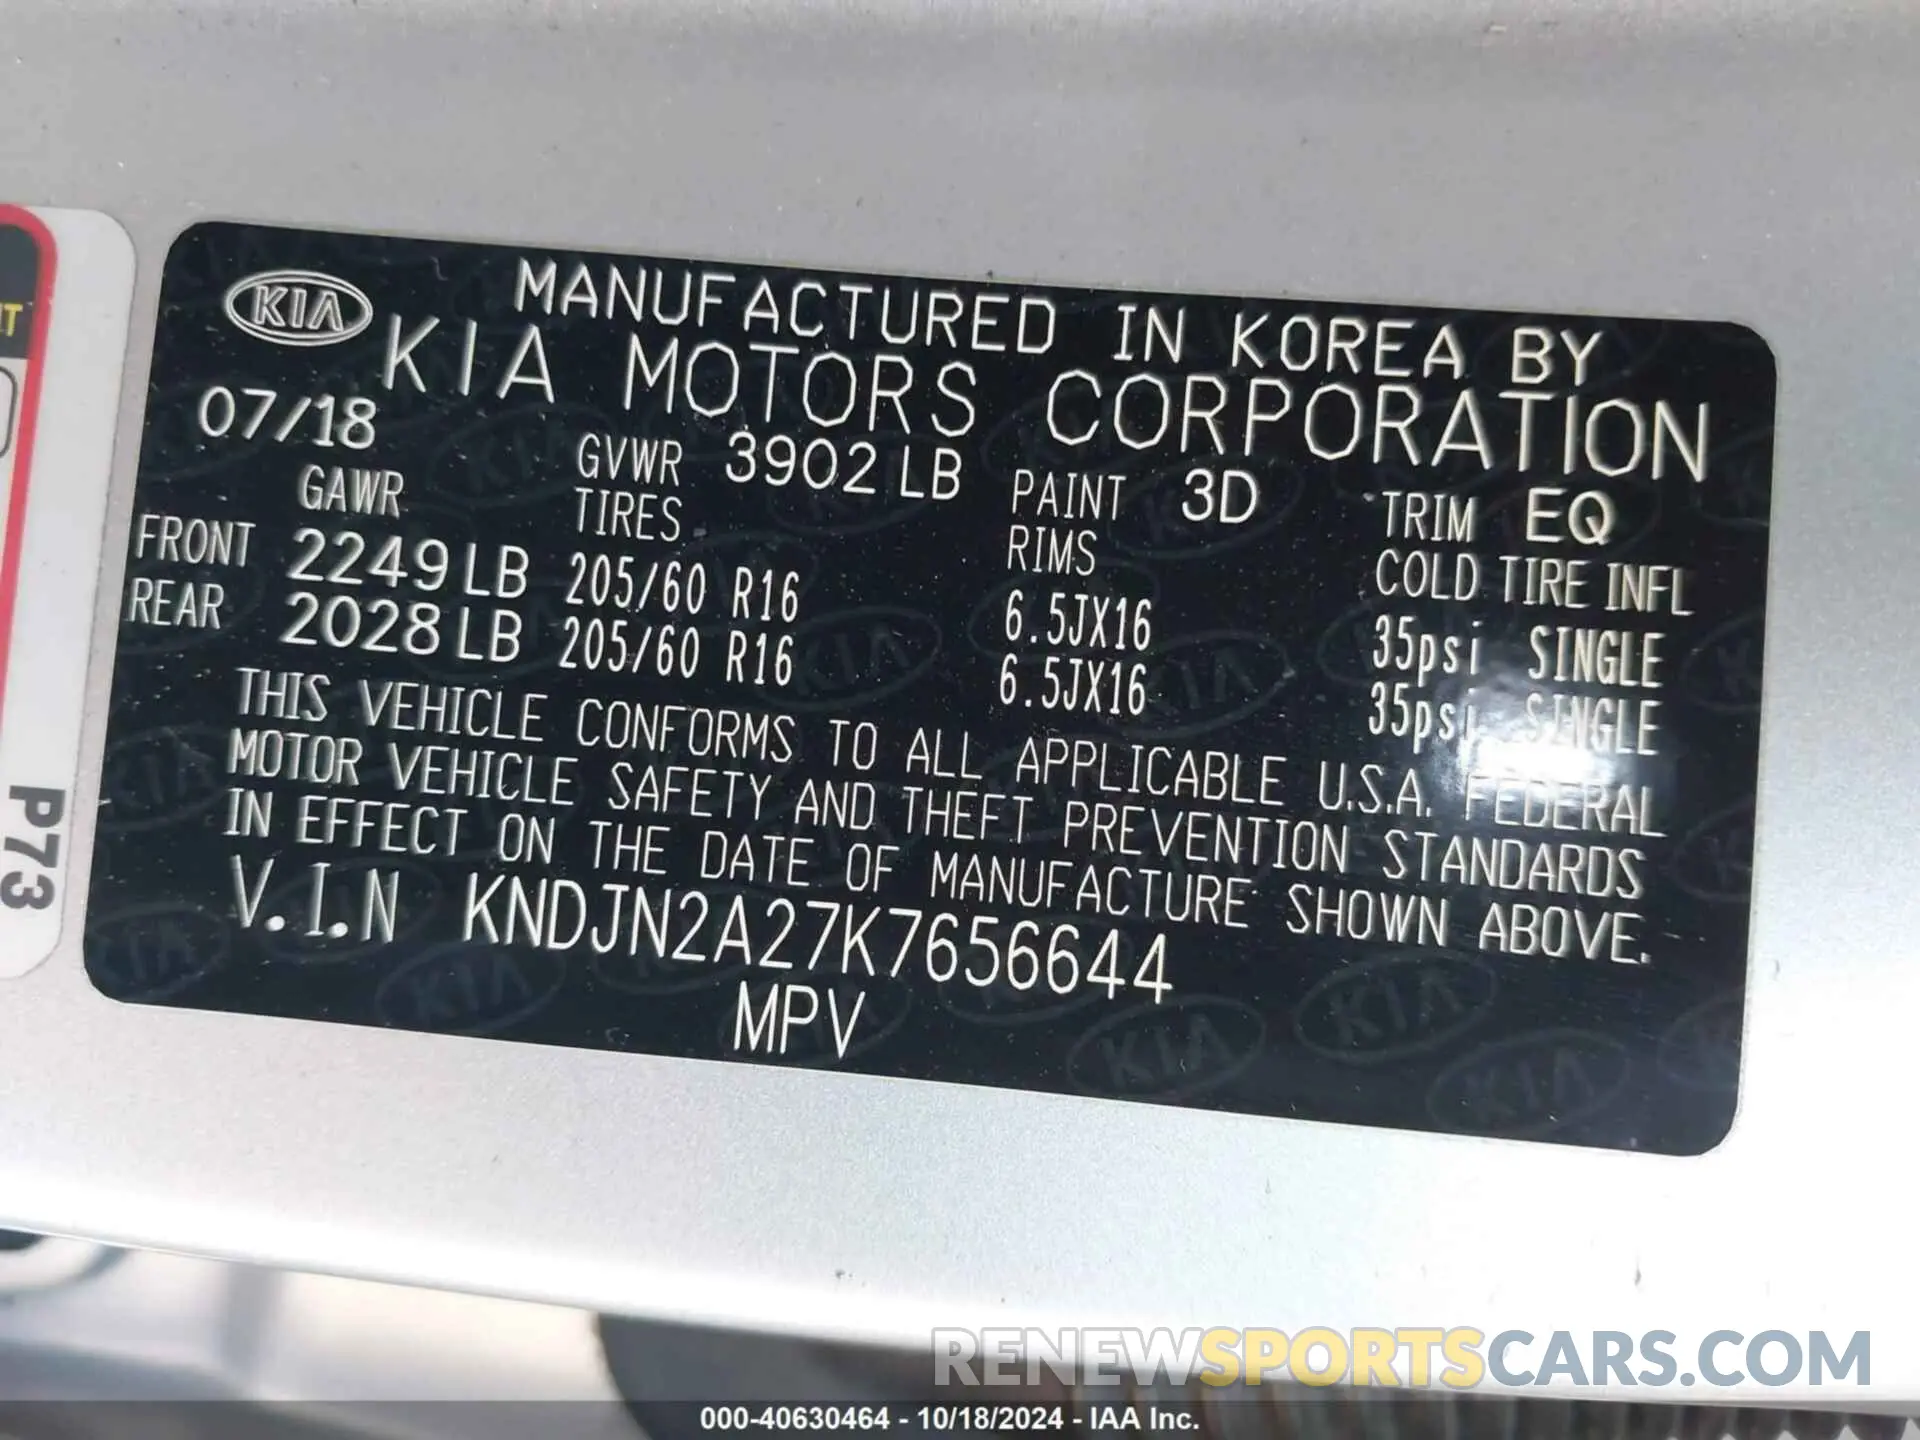 KIA
MANUFACTURED IN KOREA BY
KIA MOTORS CORPORATION
07/18
GVWR 3902 LB PAINT 3D TRIM EQ
GAWR TIRES RIMS COLD TIRE INFL
FRONT 2249 LB 205/60 R16 6.5JX16 35psi SINGLE
REAR 2028 LB 205/60 R16 6.5JX16 35psi SINGLE
THIS VEHICLE CONFORMS TO ALL APPLICABLE U.S.A. FEDERAL
MOTOR VEHICLE SAFETY AND THEFT PREVENTION STANDARDS
IN EFFECT ON THE DATE OF MANUFACTURE SHOWN ABOVE.
V.I.N KNDJN2A27K7656644
MPV
P73
RENEWSPORTSCARS.COM
000-40630464 - 10/18/2024 - IAA Inc.